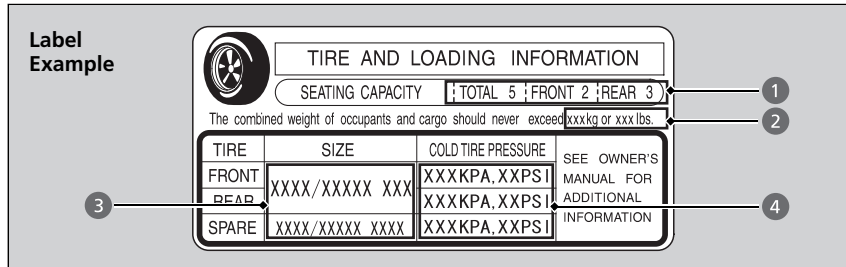 Label
Example
TIRE AND LOADING INFORMATION
SEATING CAPACITY TOTAL 5 FRONT 2 REAR 3
1
The combined weight of occupants and cargo should never exceed xxxkg or xxx lbs.
2
TIRE SIZE COLD TIRE PRESSURE
SEE OWNER'S
MANUAL FOR
ADDITIONAL
INFORMATION
FRONT XXXX/XXXXX XXX XXXKPA,XXPSI
REAR XXXKPA,XXPSI
SPARE XXXX/XXXXX XXXX XXXKPA,XXPSI
3
4